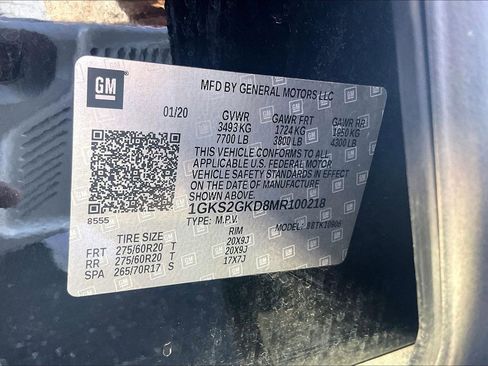 GM
MFD BY GENERAL MOTORS LLC
01/20 GVWR GAWR FRT GAWR RR
3493 KG 1724 KG 1950 KG
7700 LB 3800 LB 4300 LB
THIS VEHICLE CONFORMS TO ALL
APPLICABLE U.S. FEDERAL MOTOR
VEHICLE SAFETY STANDARDS IN
EFFECT ON THE DATE OF
MANUFACTURE SHOWN ABOVE.
1GKS2GKD8MR100218
TYPE: M.P.V. MODEL:
8555
TIRE SIZE RIM
FRT 275/60R20 T 20X9J
RR 275/60R20 T 20X9J
SPA 265/70R17 S 17X7J